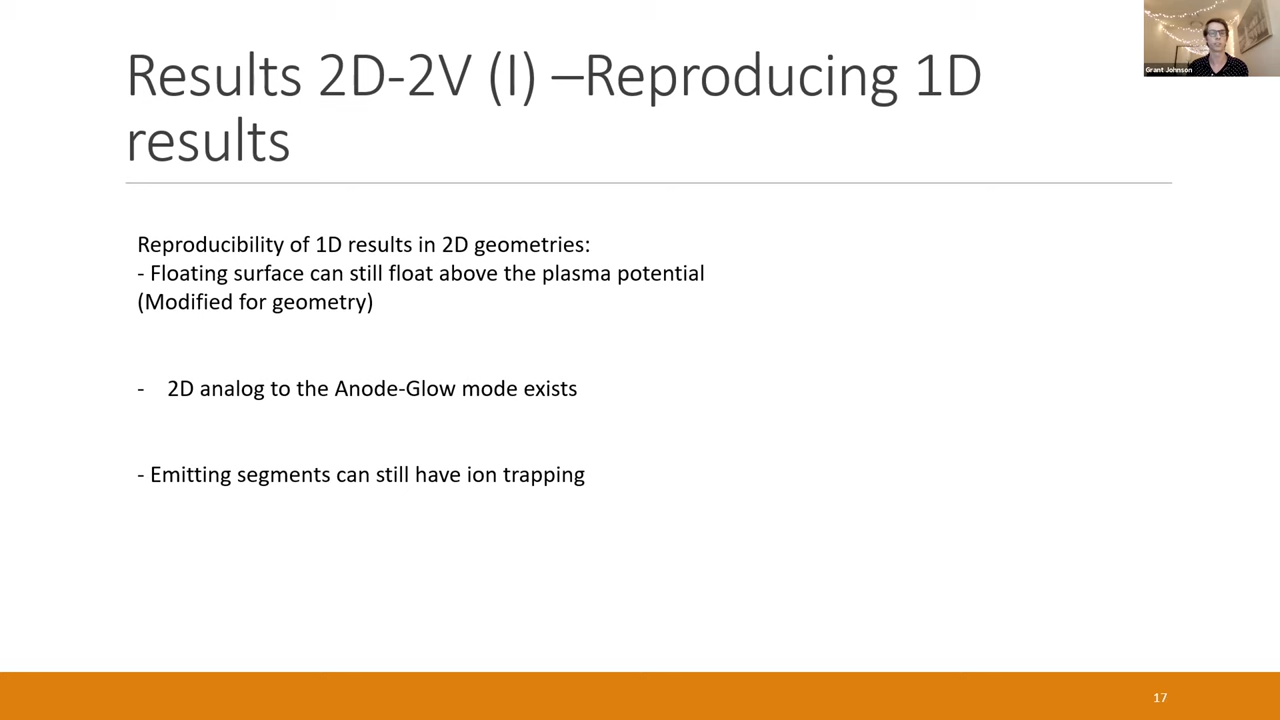 Results 2D-2V (I) –Reproducing 1D
results
Grant Johnson
Reproducibility of 1D results in 2D geometries:
- Floating surface can still float above the plasma potential
(Modified for geometry)
- 2D analog to the Anode-Glow mode exists
- Emitting segments can still have ion trapping
17